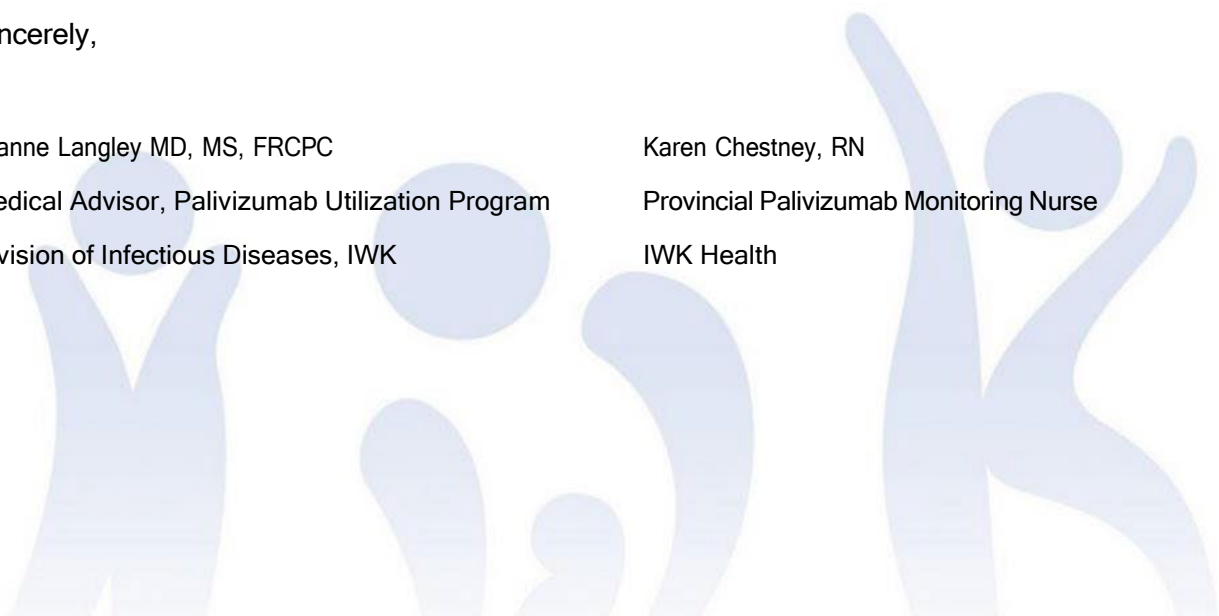 ncerely,
anne Langley MD, MS, FRCPC
edical Advisor, Palivizumab Utilization Program
vision of Infectious Diseases, IWK
Karen Chestney, RN
Provincial Palivizumab Monitoring Nurse
IWK Health